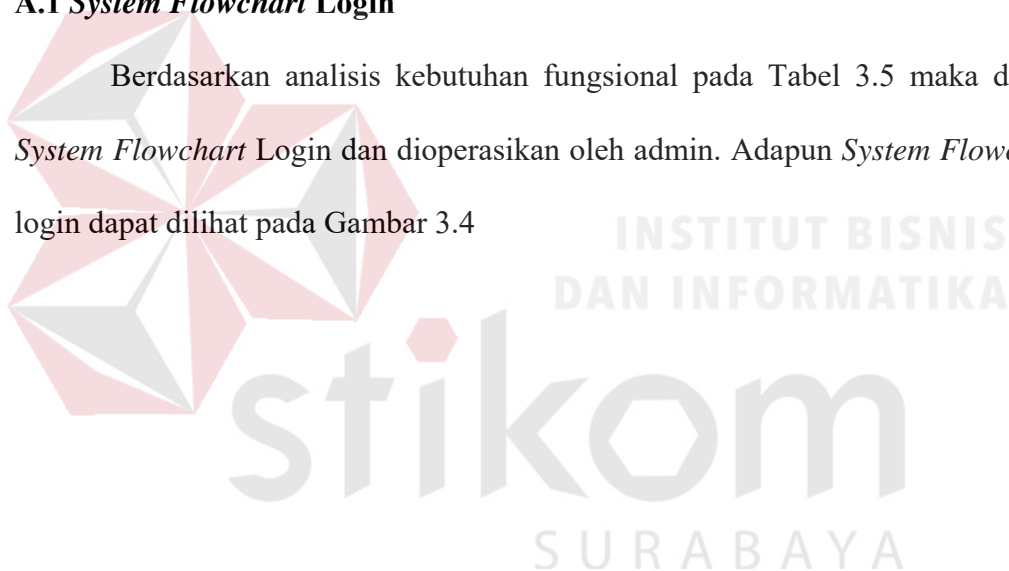 A.1 System Flowchart Login
Berdasarkan analisis kebutuhan fungsional pada Tabel 3.5 maka
System Flowchart Login dan dioperasikan oleh admin. Adapun System
login dapat dilihat pada Gambar 3.4
INSTITUT BISNIS
DAN INFORMATIKA
stikom
SURABAYA